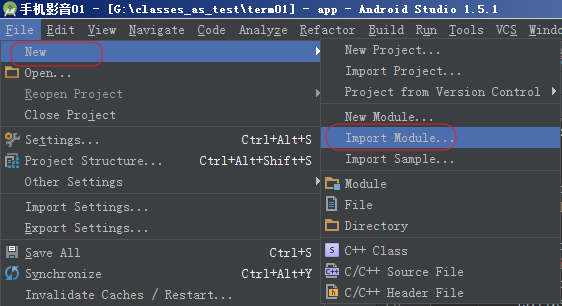 手机影音01 - [G:\classes_as_test\term01] - app - Android Studio 1.5.1
File Edit View Navigate Code Analyze Refactor Build Run Tools VCS Window
New
Open...
Reopen Project
Close Project
Settings... Ctrl+Alt+S
Project Structure... Ctrl+Alt+Shift+S
Other Settings
Import Settings...
Export Settings...
Save All Ctrl+S
Synchronize Ctrl+Alt+Y
Invalidate Caches / Restart...
New Project...
Import Project...
Project from Version Control
New Module...
Import Module...
Import Sample...
Module
File
Directory
S C++ Class
C/C++ Source File
C/C++ Header File